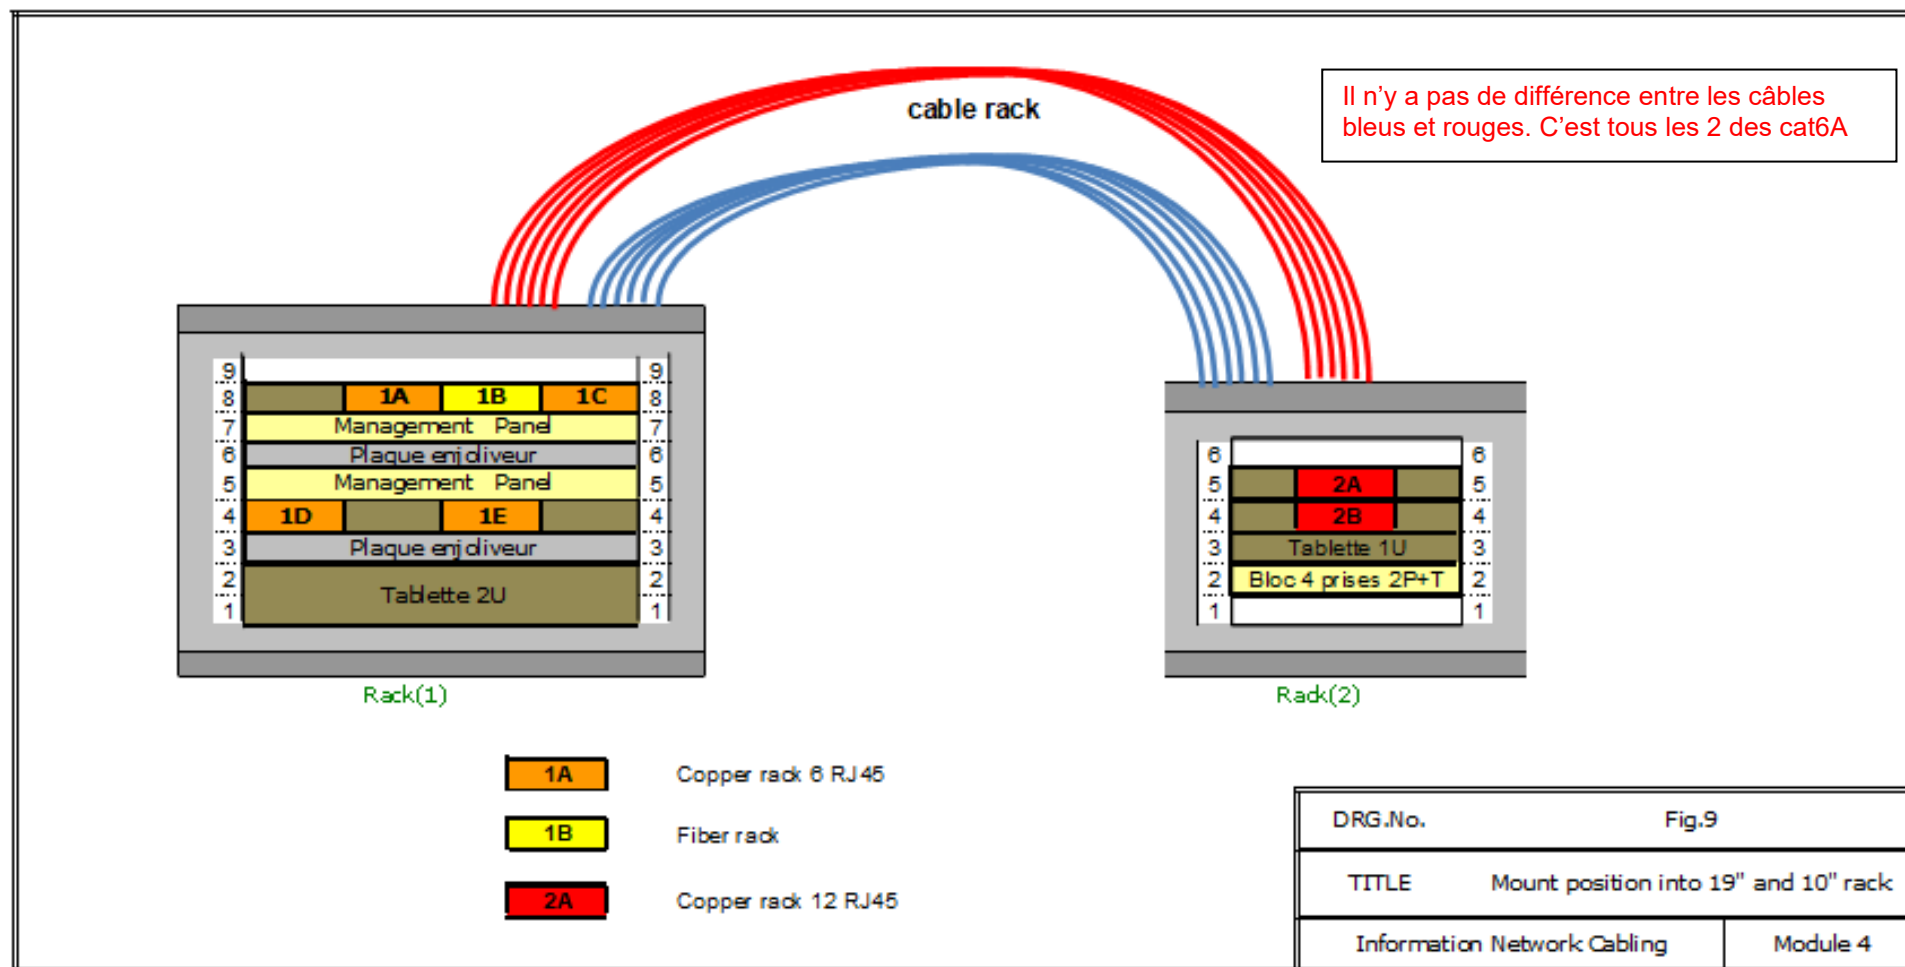 cable rack
Il n’y a pas de différence entre les câbles
bleus et rouges. C’est tous les 2 des cat6A
9 9
8 1A 1B 1C 8
7 Management Panel 7
6 Plaque enjoliveur 6
5 Management Panel 5
4 1D 1E 4
3 Plaque enjoliveur 3
2 2
Tablette 2U
1 1
Rack(1)
6 6
5 2A 5
4 2B 4
3 Tablette 1U 3
2 Bloc 4 prises 2P+T 2
1 1
Rack(2)
1A Copper rack 6 RJ45
1B Fiber rack
2A Copper rack 12 RJ45
DRG.No. Fig.9
TITLE Mount position into 19" and 10" rack
Information Network Cabling Module 4